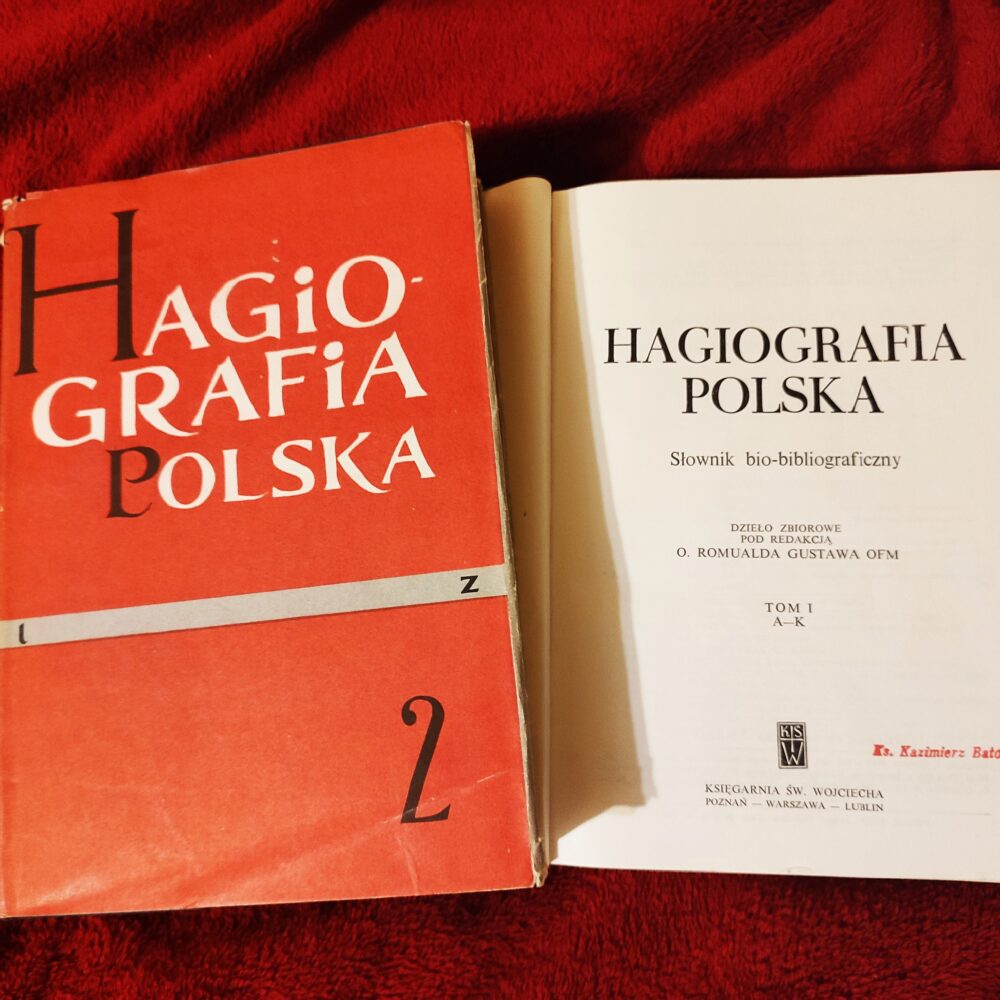 HAGIO-
GRAFIA
POLSKA
l z
2
HAGIOGRAFIA
POLSKA
Słownik bio-bibliograficzny
DZIEŁO ZBIOROWE
POD REDAKCJĄ
O. ROMUALDA GUSTAWA OFM
TOM I
A—K
KS
W
Ks. Kazimierz
KSIĘGARNIA ŚW. WOJCIECHA
POZNAŃ — WARSZAWA — LUBLIN